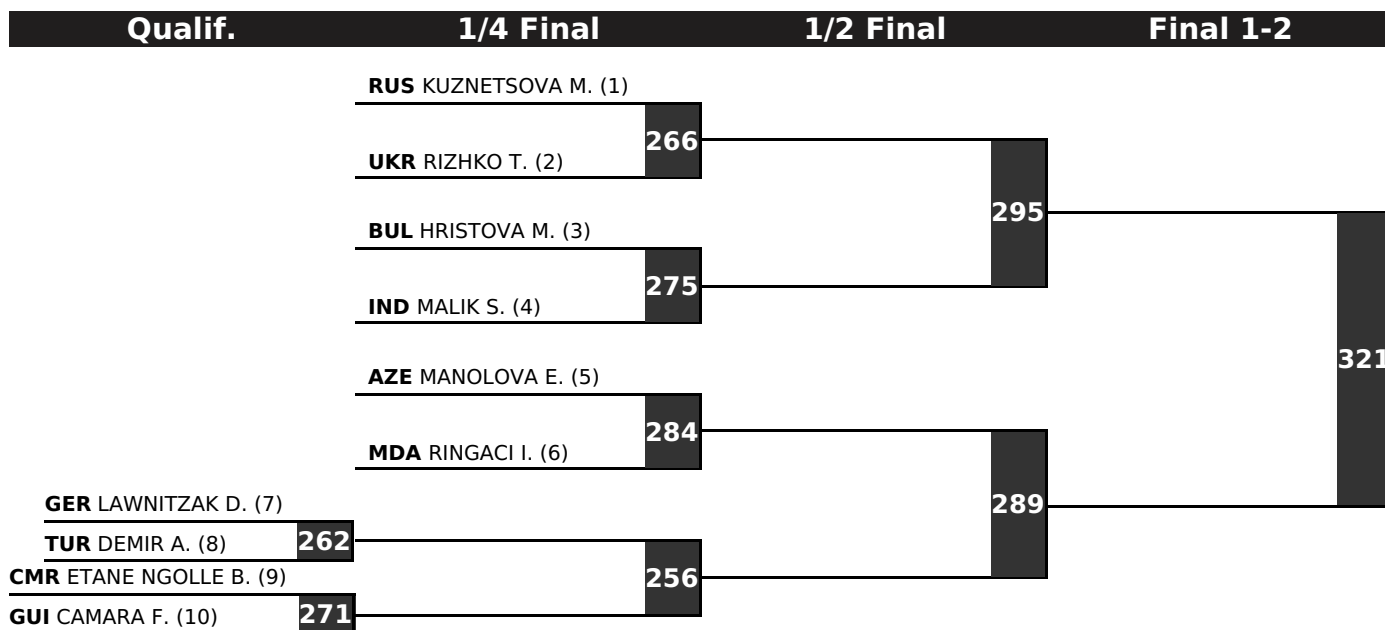 Qualif. 1/4 Final 1/2 Final Final 1-2
RUS KUZNETSOVA M. (1)
266
UKR RIZHKO T. (2)
295
BUL HRISTOVA M. (3)
275
IND MALIK S. (4)
321
AZE MANOLOVA E. (5)
284
MDA RINGACI I. (6)
GER LAWNITZAK D. (7)
289
TUR DEMIR A. (8) 262
CMR ETANE NGOLLE B. (9)
256
GUI CAMARA F. (10) 271